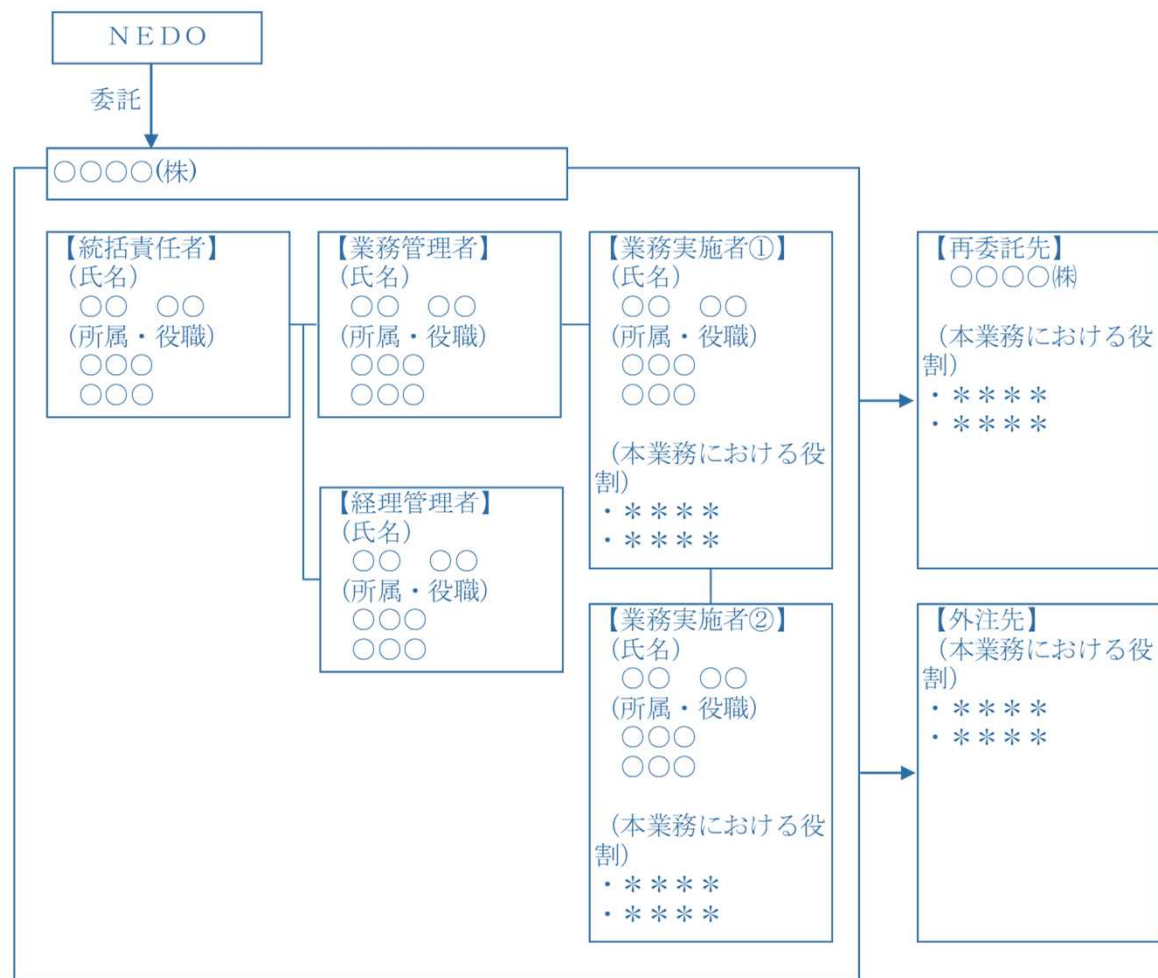 NEDO
委託
○○○○(株)
【統括責任者】
(氏名)
○○ ○○
(所属・役職)
○○○
○○○
【業務管理者】
(氏名)
○○ ○○
(所属・役職)
○○○
○○○
【経理管理者】
(氏名)
○○ ○○
(所属・役職)
○○○
○○○
【業務実施者①】
(氏名)
○○ ○○
(所属・役職)
○○○
○○○
(本業務における役
割)
・＊＊＊＊
・＊＊＊＊
【業務実施者②】
(氏名)
○○ ○○
(所属・役職)
○○○
○○○
(本業務における役
割)
・＊＊＊＊
・＊＊＊＊
【再委託先】
○○○○㈱
(本業務における役
割)
・＊＊＊＊
・＊＊＊＊
【外注先】
(本業務における役
割)
・＊＊＊＊
・＊＊＊＊